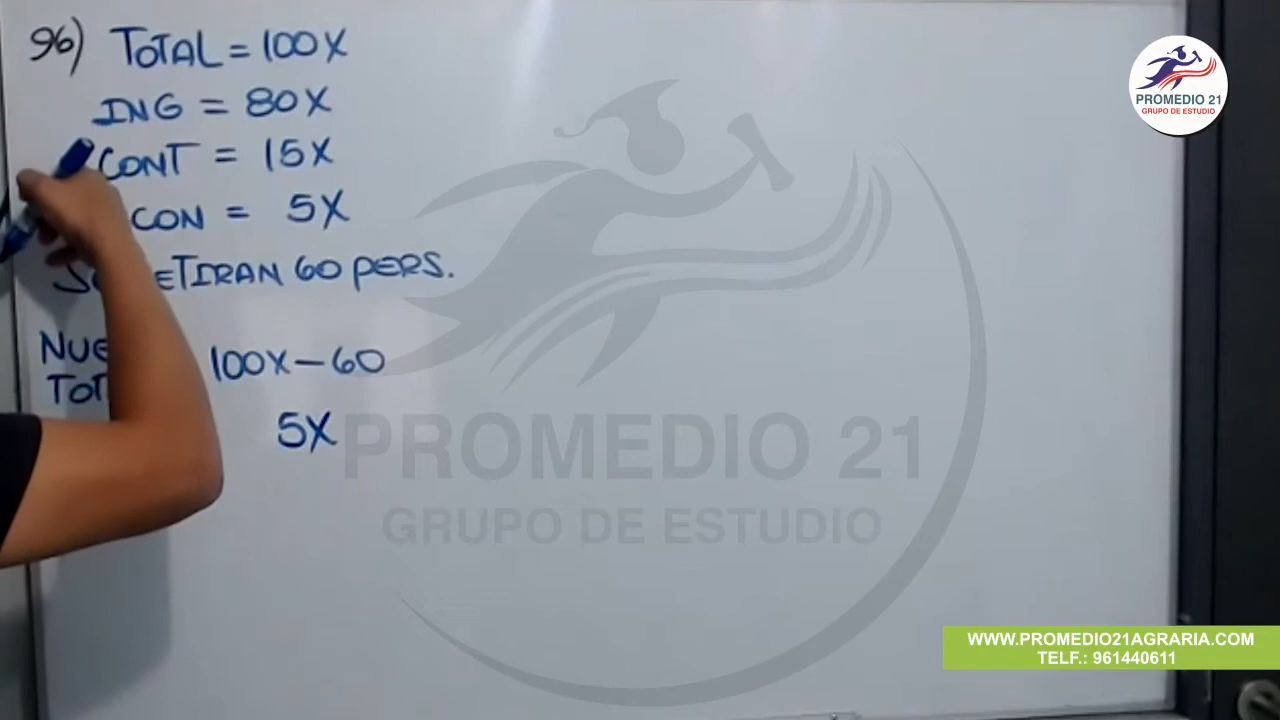 96) TOTAL = 100X
ING = 80X
CONT = 15X
CON = 5X
60 PERS.
100X - 60
5X
PROMEDIO 21
GRUPO DE ESTUDIO
PROMEDIO 21
GRUPO DE ESTUDIO
WWW.PROMEDIO21AGRARIA.COM
TELF.: 961440611